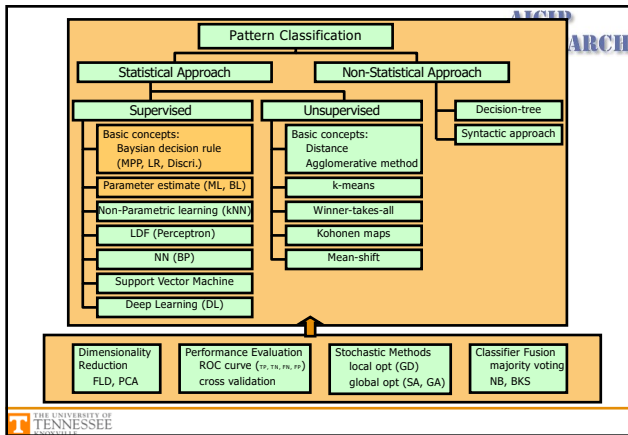 AICIP
ARCH
Pattern Classification
Statistical Approach
Non-Statistical Approach
Supervised
Unsupervised
Decision-tree
Syntactic approach
Basic concepts:
Baysian decision rule
(MPP, LR, Discri.)
Parameter estimate (ML, BL)
Non-Parametric learning (kNN)
LDF (Perceptron)
NN (BP)
Support Vector Machine
Deep Learning (DL)
Basic concepts:
Distance
Agglomerative method
k-means
Winner-takes-all
Kohonen maps
Mean-shift
Dimensionality
Reduction
FLD, PCA
Performance Evaluation
ROC curve (TP, TN, FN, FP)
cross validation
Stochastic Methods
local opt (GD)
global opt (SA, GA)
Classifier Fusion
majority voting
NB, BKS
T
THE UNIVERSITY OF
TENNESSEE
KNOXVILLE